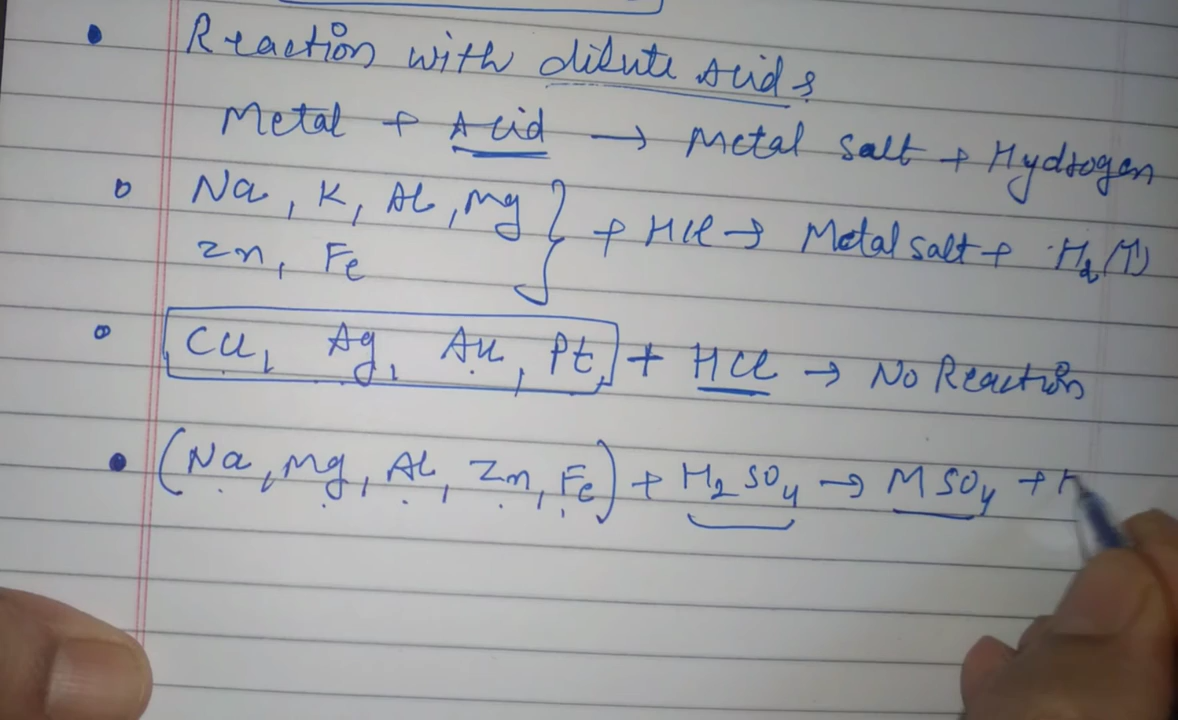 Reaction with dilute Acids
Metal + Acid → Metal salt + Hydrogen
Na, K, Al, Mg } + HCl → Metal salt + H2(↑)
Zn, Fe
Cu, Ag, Au, Pt, + HCl → No Reaction
(Na, Mg, Al, Zn, Fe) + H2SO4 → MSO4 + H